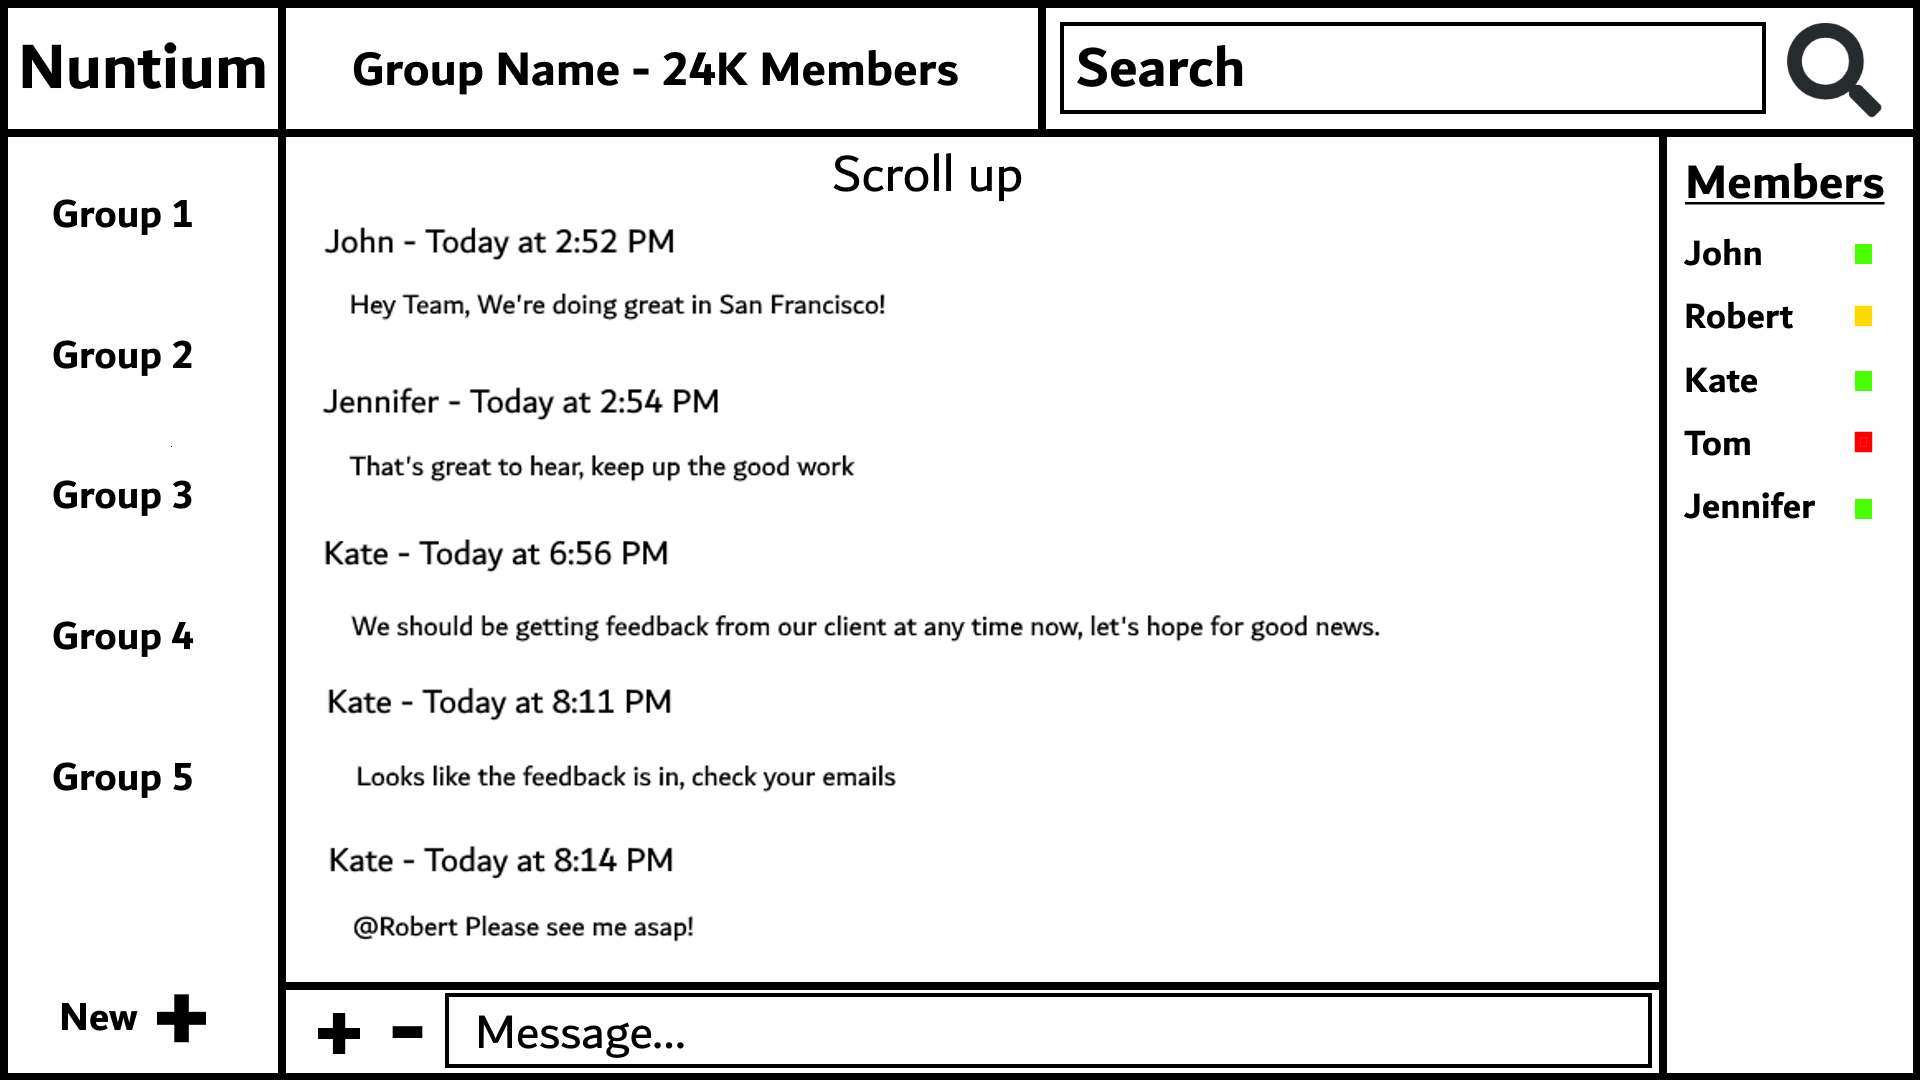 Nuntium
Group Name - 24K Members
Search
Group 1
Group 2
Group 3
Group 4
Group 5
New
Scroll up
John - Today at 2:52 PM
Hey Team, We're doing great in San Francisco!
Jennifer - Today at 2:54 PM
That's great to hear, keep up the good work
Kate - Today at 6:56 PM
We should be getting feedback from our client at any time now, let's hope for good news.
Kate - Today at 8:11 PM
Looks like the feedback is in, check your emails
Kate - Today at 8:14 PM
@Robert Please see me asap!
Message...
Members
John
Robert
Kate
Tom
Jennifer